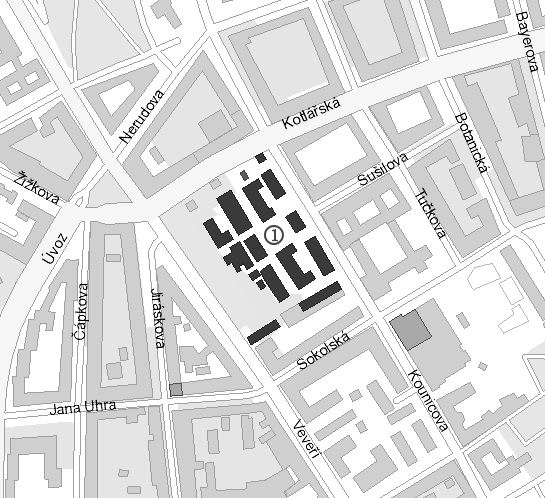 Bayerova
Nerudova
Kotlářská
Botanická
Žižkova
Sušilova
Tučkova
Úvoz
①
Čápkova
Jiráskova
Sokolská
Jana Uhra
Kounicova
Veveří